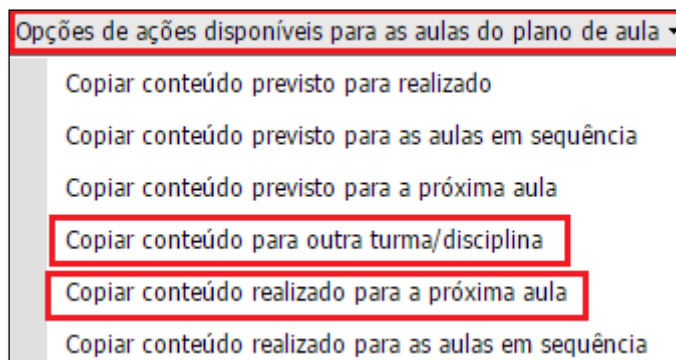 Opções de ações disponíveis para as aulas do plano de aula
Copiar conteúdo previsto para realizado
Copiar conteúdo previsto para as aulas em sequência
Copiar conteúdo previsto para a próxima aula
Copiar conteúdo para outra turma/disciplina
Copiar conteúdo realizado para a próxima aula
Copiar conteúdo realizado para as aulas em sequência